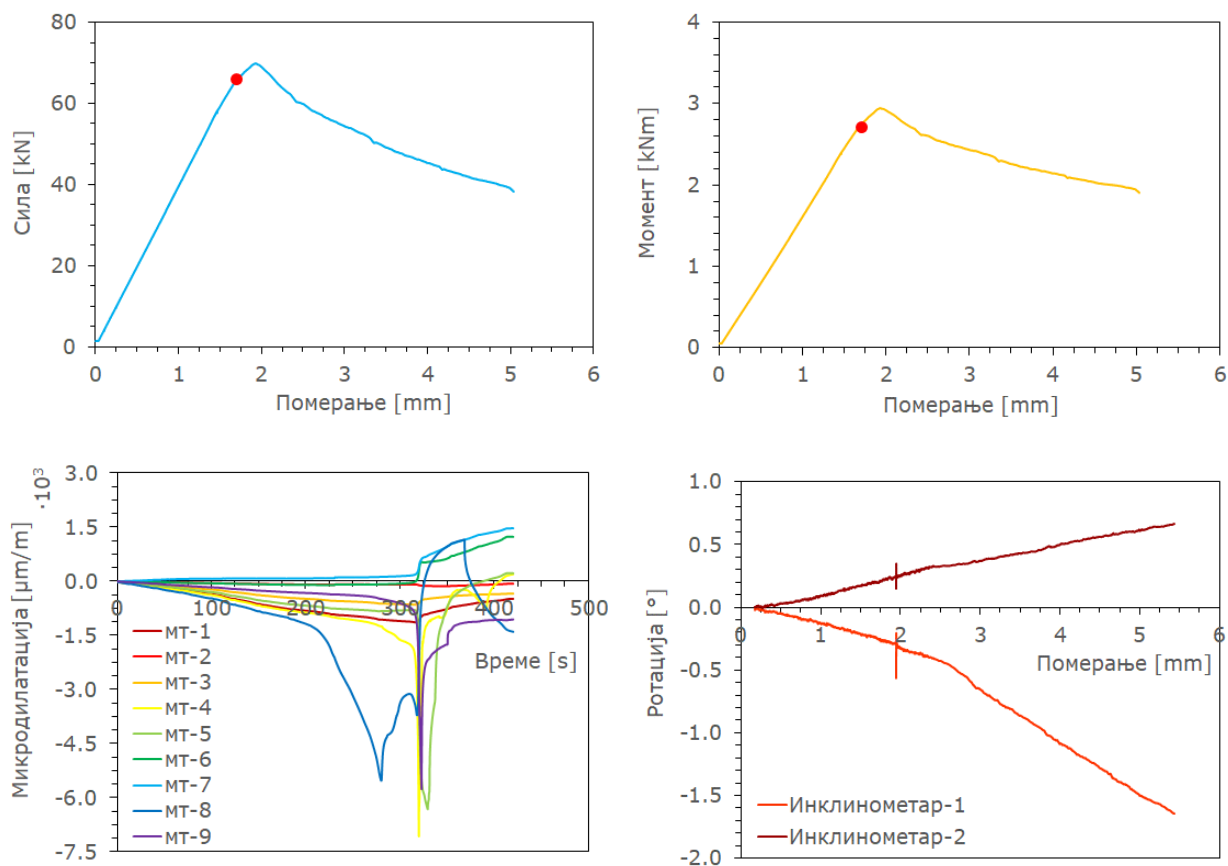 80
60
40
20
0
Сила [kN]
0 1 2 3 4 5 6
Померање [mm]
4
3
2
1
0
Момент [kNm]
0 1 2 3 4 5 6
Померање [mm]
·10³
3.0
1.5
0.0
-1.5
-3.0
-4.5
-6.0
-7.5
Микродилатација [μm/m]
0 100 200 300 400 500
Време [s]
мт-1
мт-2
мт-3
мт-4
мт-5
мт-6
мт-7
мт-8
мт-9
1.0
0.5
0.0
-0.5
-1.0
-1.5
-2.0
Ротација [°]
0 1 2 3 4 5 6
Померање [mm]
Инклинометар-1
Инклинометар-2